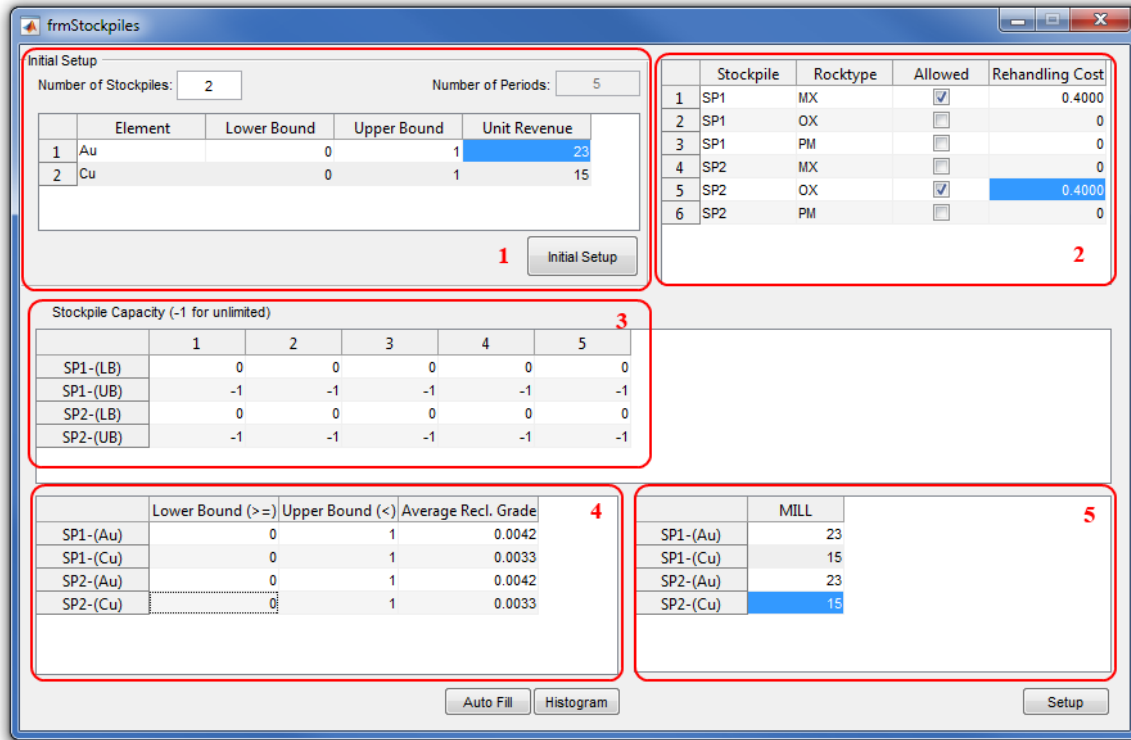 frmStockpiles
Initial Setup
Number of Stockpiles: 2 Number of Periods: 5
Element Lower Bound Upper Bound Unit Revenue
1 Au 0 1 23
2 Cu 0 1 15
1 Initial Setup
Stockpile Rocktype Allowed Rehandling Cost
1 SP1 MX 0.4000
2 SP1 OX 0
3 SP1 PM 0
4 SP2 MX 0
5 SP2 OX 0.4000
6 SP2 PM 0
2
Stockpile Capacity (-1 for unlimited) 3
1 2 3 4 5
SP1-(LB) 0 0 0 0 0
SP1-(UB) -1 -1 -1 -1 -1
SP2-(LB) 0 0 0 0 0
SP2-(UB) -1 -1 -1 -1 -1
Lower Bound (>=) Upper Bound (<) Average Recl. Grade 4
SP1-(Au) 0 1 0.0042
SP1-(Cu) 0 1 0.0033
SP2-(Au) 0 1 0.0042
SP2-(Cu) 0 1 0.0033
MILL 5
SP1-(Au) 23
SP1-(Cu) 15
SP2-(Au) 23
SP2-(Cu) 15
Auto Fill Histogram Setup